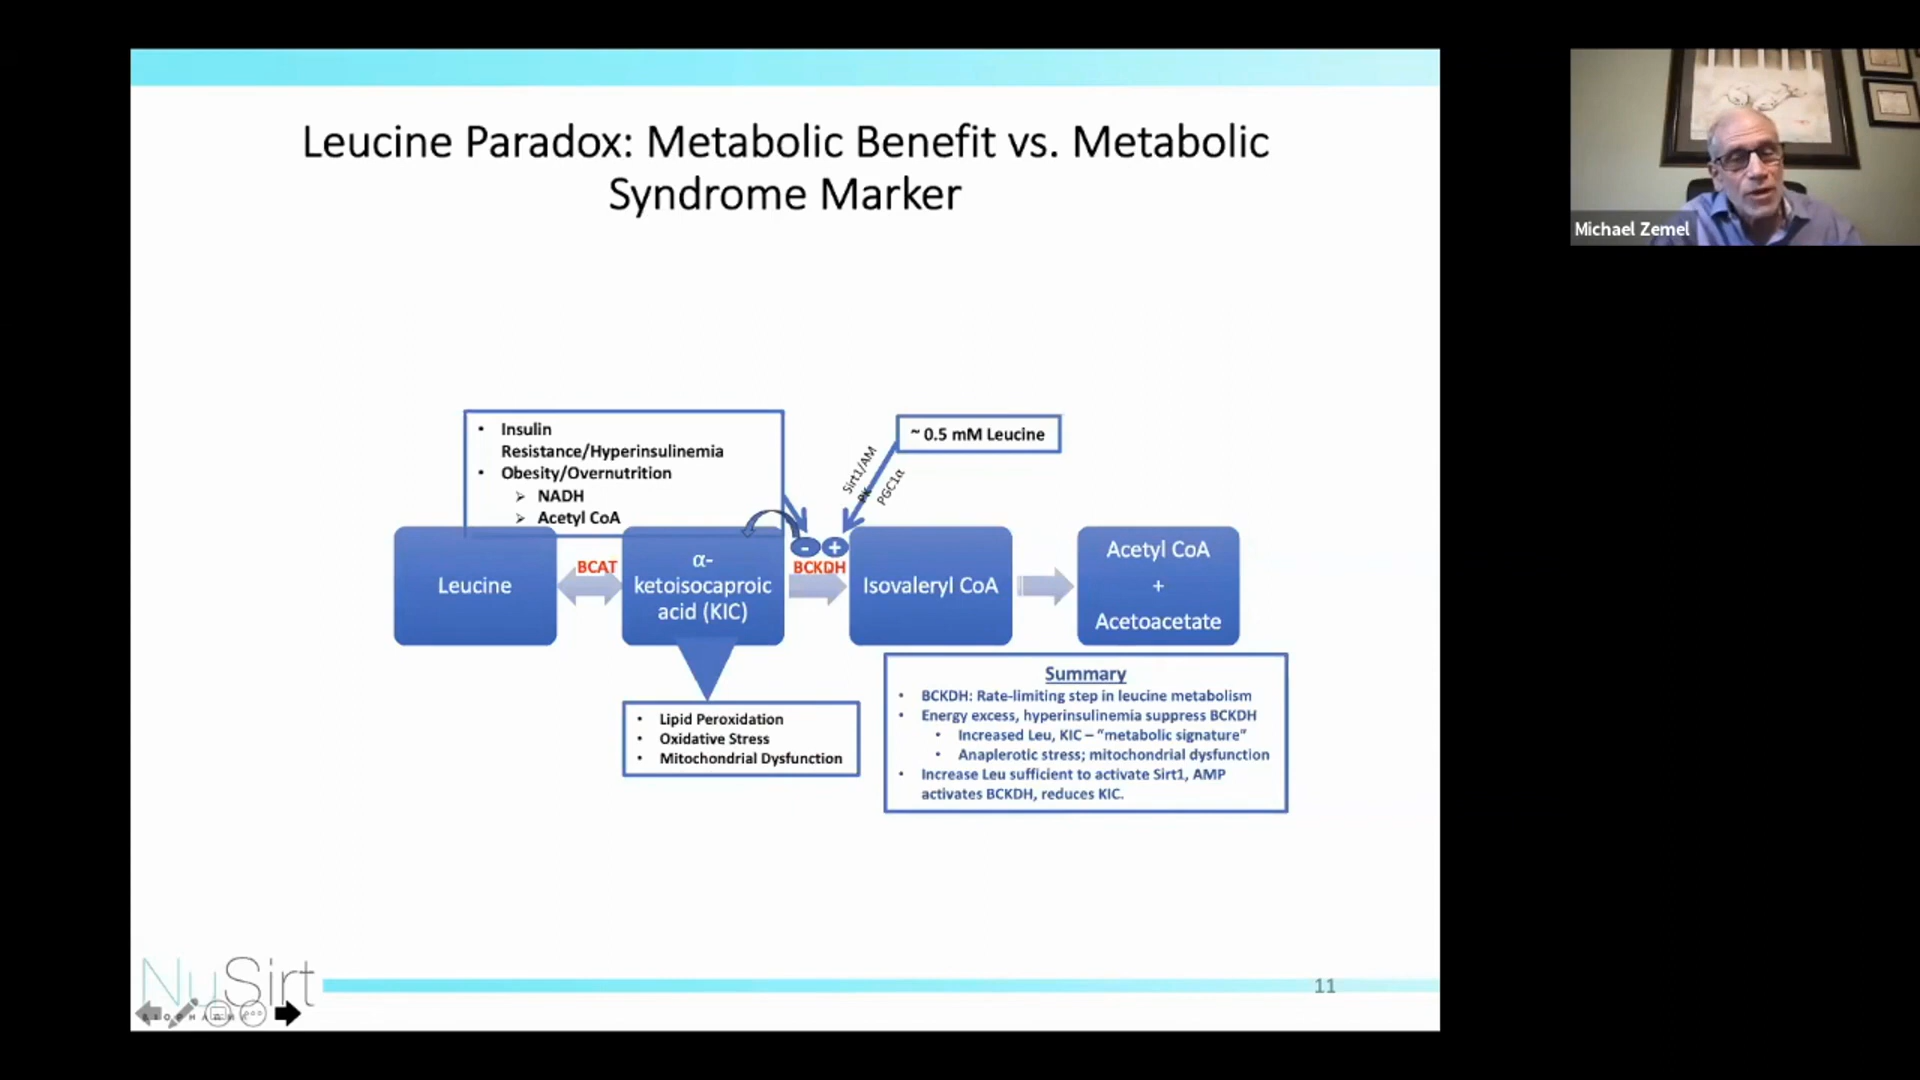 Leucine Paradox: Metabolic Benefit vs. Metabolic
Syndrome Marker
Michael Zemel
• Insulin
Resistance/Hyperinsulinemia
• Obesity/Overnutrition
➢ NADH
➢ Acetyl CoA
~ 0.5 mM Leucine
Sirt1/AM
PK
PGC1α
Leucine
BCAT
α-
ketoisocaproic
acid (KIC)
- +
BCKDH
Isovaleryl CoA
Acetyl CoA
+
Acetoacetate
• Lipid Peroxidation
• Oxidative Stress
• Mitochondrial Dysfunction
Summary
• BCKDH: Rate-limiting step in leucine metabolism
• Energy excess, hyperinsulinemia suppress BCKDH
• Increased Leu, KIC – “metabolic signature”
• Anaplerotic stress; mitochondrial dysfunction
• Increase Leu sufficient to activate Sirt1, AMP
activates BCKDH, reduces KIC.
NuSirt
11